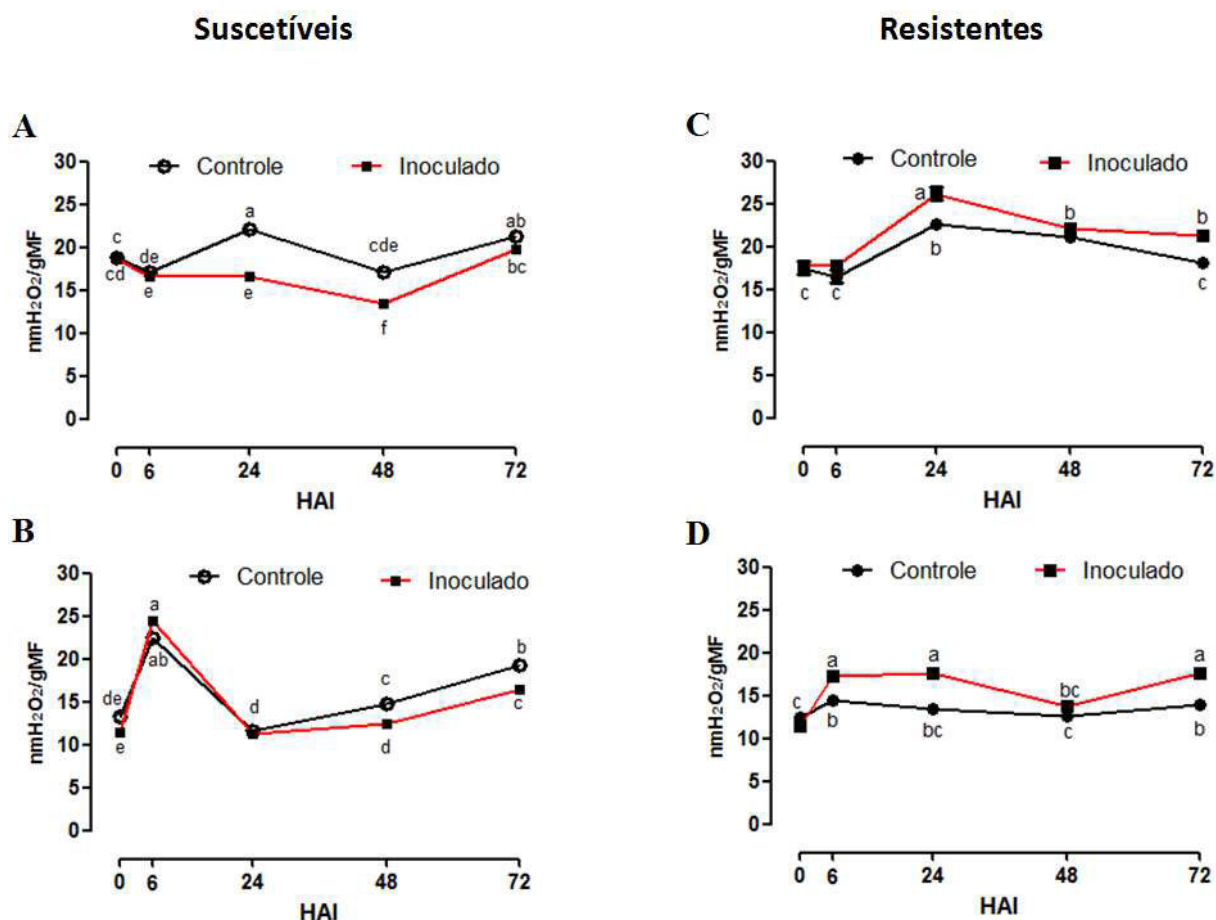 Suscetíveis
Resistentes
A
Controle
Inoculado
30
25
20
15
10
5
0
nmH₂O₂/gMF
c
cd
de
e
a
e
cde
f
ab
bc
0 6 24 48 72
HAI
C
Controle
Inoculado
30
25
20
15
10
5
0
nmH₂O₂/gMF
c
c
a
b
b
b
c
0 6 24 48 72
HAI
B
Controle
Inoculado
30
25
20
15
10
5
0
nmH₂O₂/gMF
de
e
a
ab
d
c
d
b
c
0 6 24 48 72
HAI
D
Controle
Inoculado
30
25
20
15
10
5
0
nmH₂O₂/gMF
c
a
b
a
bc
bc
c
a
b
0 6 24 48 72
HAI